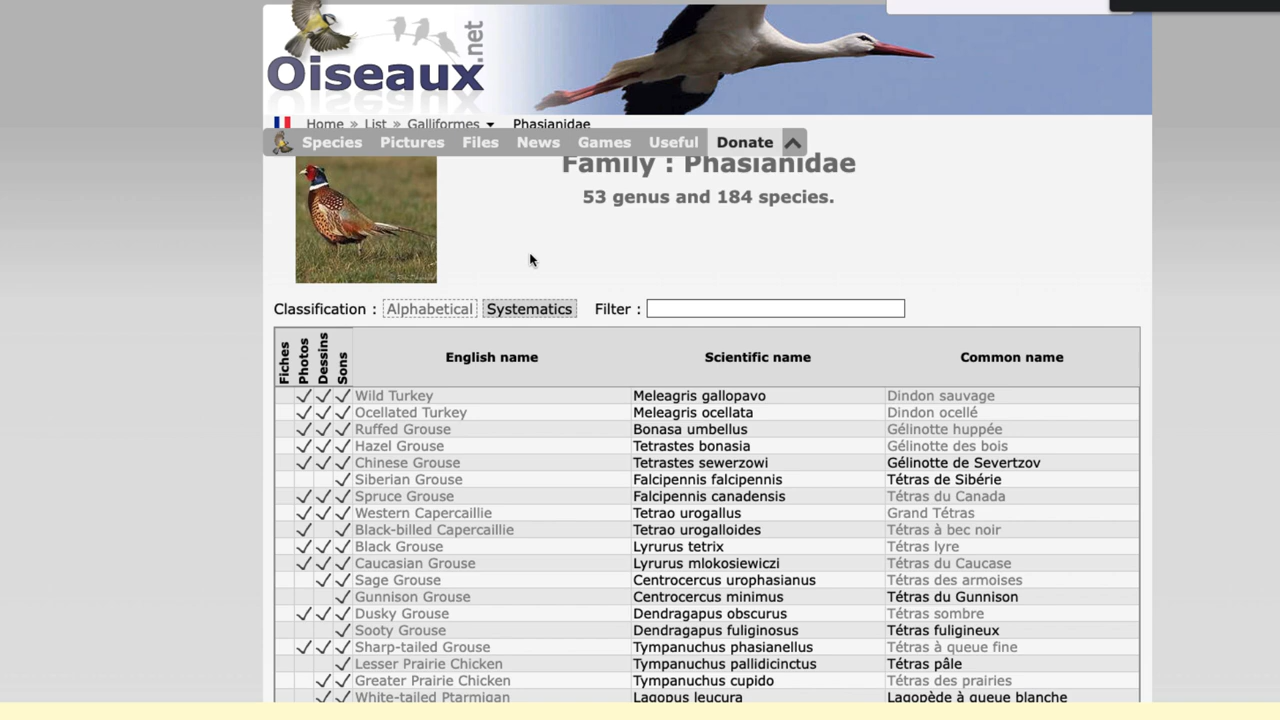 Oiseaux.net
Home » List » Galliformes Phasianidae
Species Pictures Files News Games Useful Donate
Family : Phasianidae
53 genus and 184 species.
Classification : Alphabetical Systematics Filter :
Fiches Photos Dessins Sons English name Scientific name Common name
Wild Turkey Meleagris gallopavo Dindon sauvage
Ocellated Turkey Meleagris ocellata Dindon ocellé
Ruffed Grouse Bonasa umbellus Gélinotte huppée
Hazel Grouse Tetrastes bonasia Gélinotte des bois
Chinese Grouse Tetrastes sewerzowi Gélinotte de Severtzov
Siberian Grouse Falcipennis falcipennis Tétras de Sibérie
Spruce Grouse Falcipennis canadensis Tétras du Canada
Western Capercaillie Tetrao urogallus Grand Tétras
Black-billed Capercaillie Tetrao urogalloides Tétras à bec noir
Black Grouse Lyrurus tetrix Tétras lyre
Caucasian Grouse Lyrurus mlokosiewiczi Tétras du Caucase
Sage Grouse Centrocercus urophasianus Tétras des armoises
Gunnison Grouse Centrocercus minimus Tétras du Gunnison
Dusky Grouse Dendragapus obscurus Tétras sombre
Sooty Grouse Dendragapus fuliginosus Tétras fuligineux
Sharp-tailed Grouse Tympanuchus phasianellus Tétras à queue fine
Lesser Prairie Chicken Tympanuchus pallidicinctus Tétras pâle
Greater Prairie Chicken Tympanuchus cupido Tétras des prairies
White-tailed Ptarmigan Lagopus leucura Lagopède à queue blanche